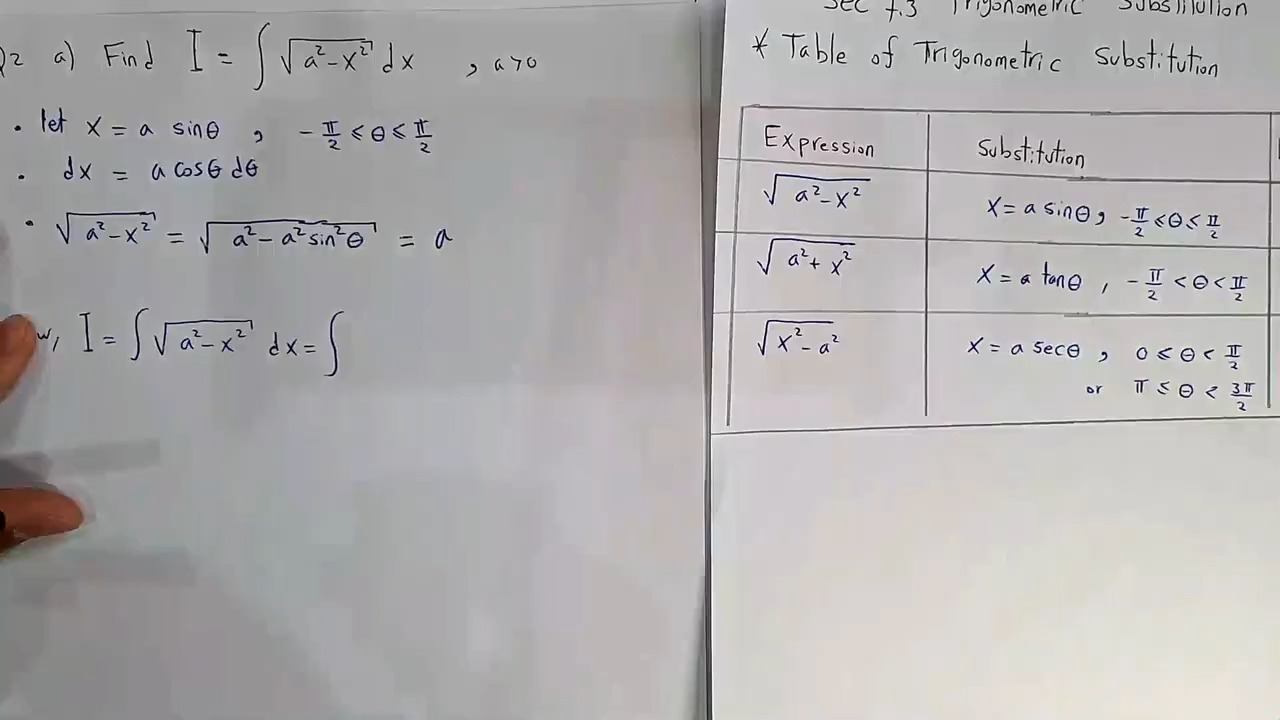 2 a) Find I = ∫ √(a²-x²) dx , a>0
• let x = a sinθ , -π/2 ≤ θ ≤ π/2
• dx = a cosθ dθ
• √(a²-x²) = √(a²-a²sin²θ) = a
w, I = ∫ √(a²-x²) dx = ∫
Sec 7.3 Trigonometric Substitution
* Table of Trigonometric Substitution
Expression Substitution
√(a²-x²) x = a sinθ, -π/2 ≤ θ ≤ π/2
√(a²+x²) x = a tanθ , -π/2 < θ < π/2
√(x²-a²) x = a secθ , 0 ≤ θ < π/2
or π ≤ θ < 3π/2